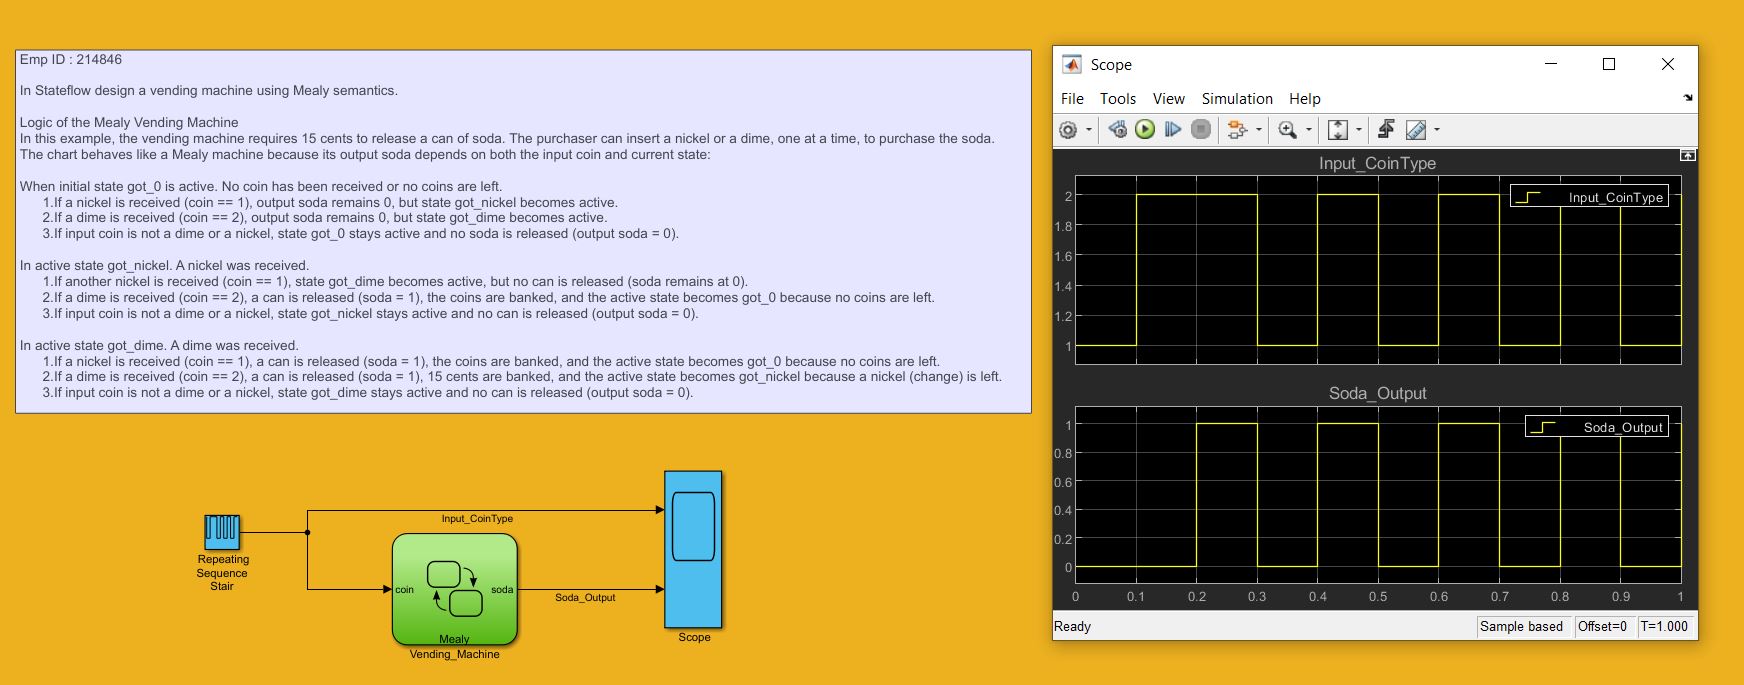 Emp ID : 214846
In Stateflow design a vending machine using Mealy semantics.
Logic of the Mealy Vending Machine
In this example, the vending machine requires 15 cents to release a can of soda. The purchaser can insert a nickel or a dime, one at a time, to purchase the soda.
The chart behaves like a Mealy machine because its output soda depends on both the input coin and current state:
When initial state got_0 is active. No coin has been received or no coins are left.
1.If a nickel is received (coin == 1), output soda remains 0, but state got_nickel becomes active.
2.If a dime is received (coin == 2), output soda remains 0, but state got_dime becomes active.
3.If input coin is not a dime or a nickel, state got_0 stays active and no soda is released (output soda = 0).
In active state got_nickel. A nickel was received.
1.If another nickel is received (coin == 1), state got_dime becomes active, but no can is released (soda remains at 0).
2.If a dime is received (coin == 2), a can is released (soda = 1), the coins are banked, and the active state becomes got_0 because no coins are left.
3.If input coin is not a dime or a nickel, state got_nickel stays active and no can is released (output soda = 0).
In active state got_dime. A dime was received.
1.If a nickel is received (coin == 1), a can is released (soda = 1), the coins are banked, and the active state becomes got_0 because no coins are left.
2.If a dime is received (coin == 2), a can is released (soda = 1), 15 cents are banked, and the active state becomes got_nickel because a nickel (change) is left.
3.If input coin is not a dime or a nickel, state got_dime stays active and no can is released (output soda = 0).
Repeating
Sequence
Stair
Input_CoinType
coin
soda
Mealy
Vending_Machine
Soda_Output
Scope
Scope
File Tools View Simulation Help
Input_CoinType
Input_CoinType
2
1.8
1.6
1.4
1.2
1
Soda_Output
Soda_Output
1
0.8
0.6
0.4
0.2
0
0 0.1 0.2 0.3 0.4 0.5 0.6 0.7 0.8 0.9 1
Ready Sample based Offset=0 T=1.000